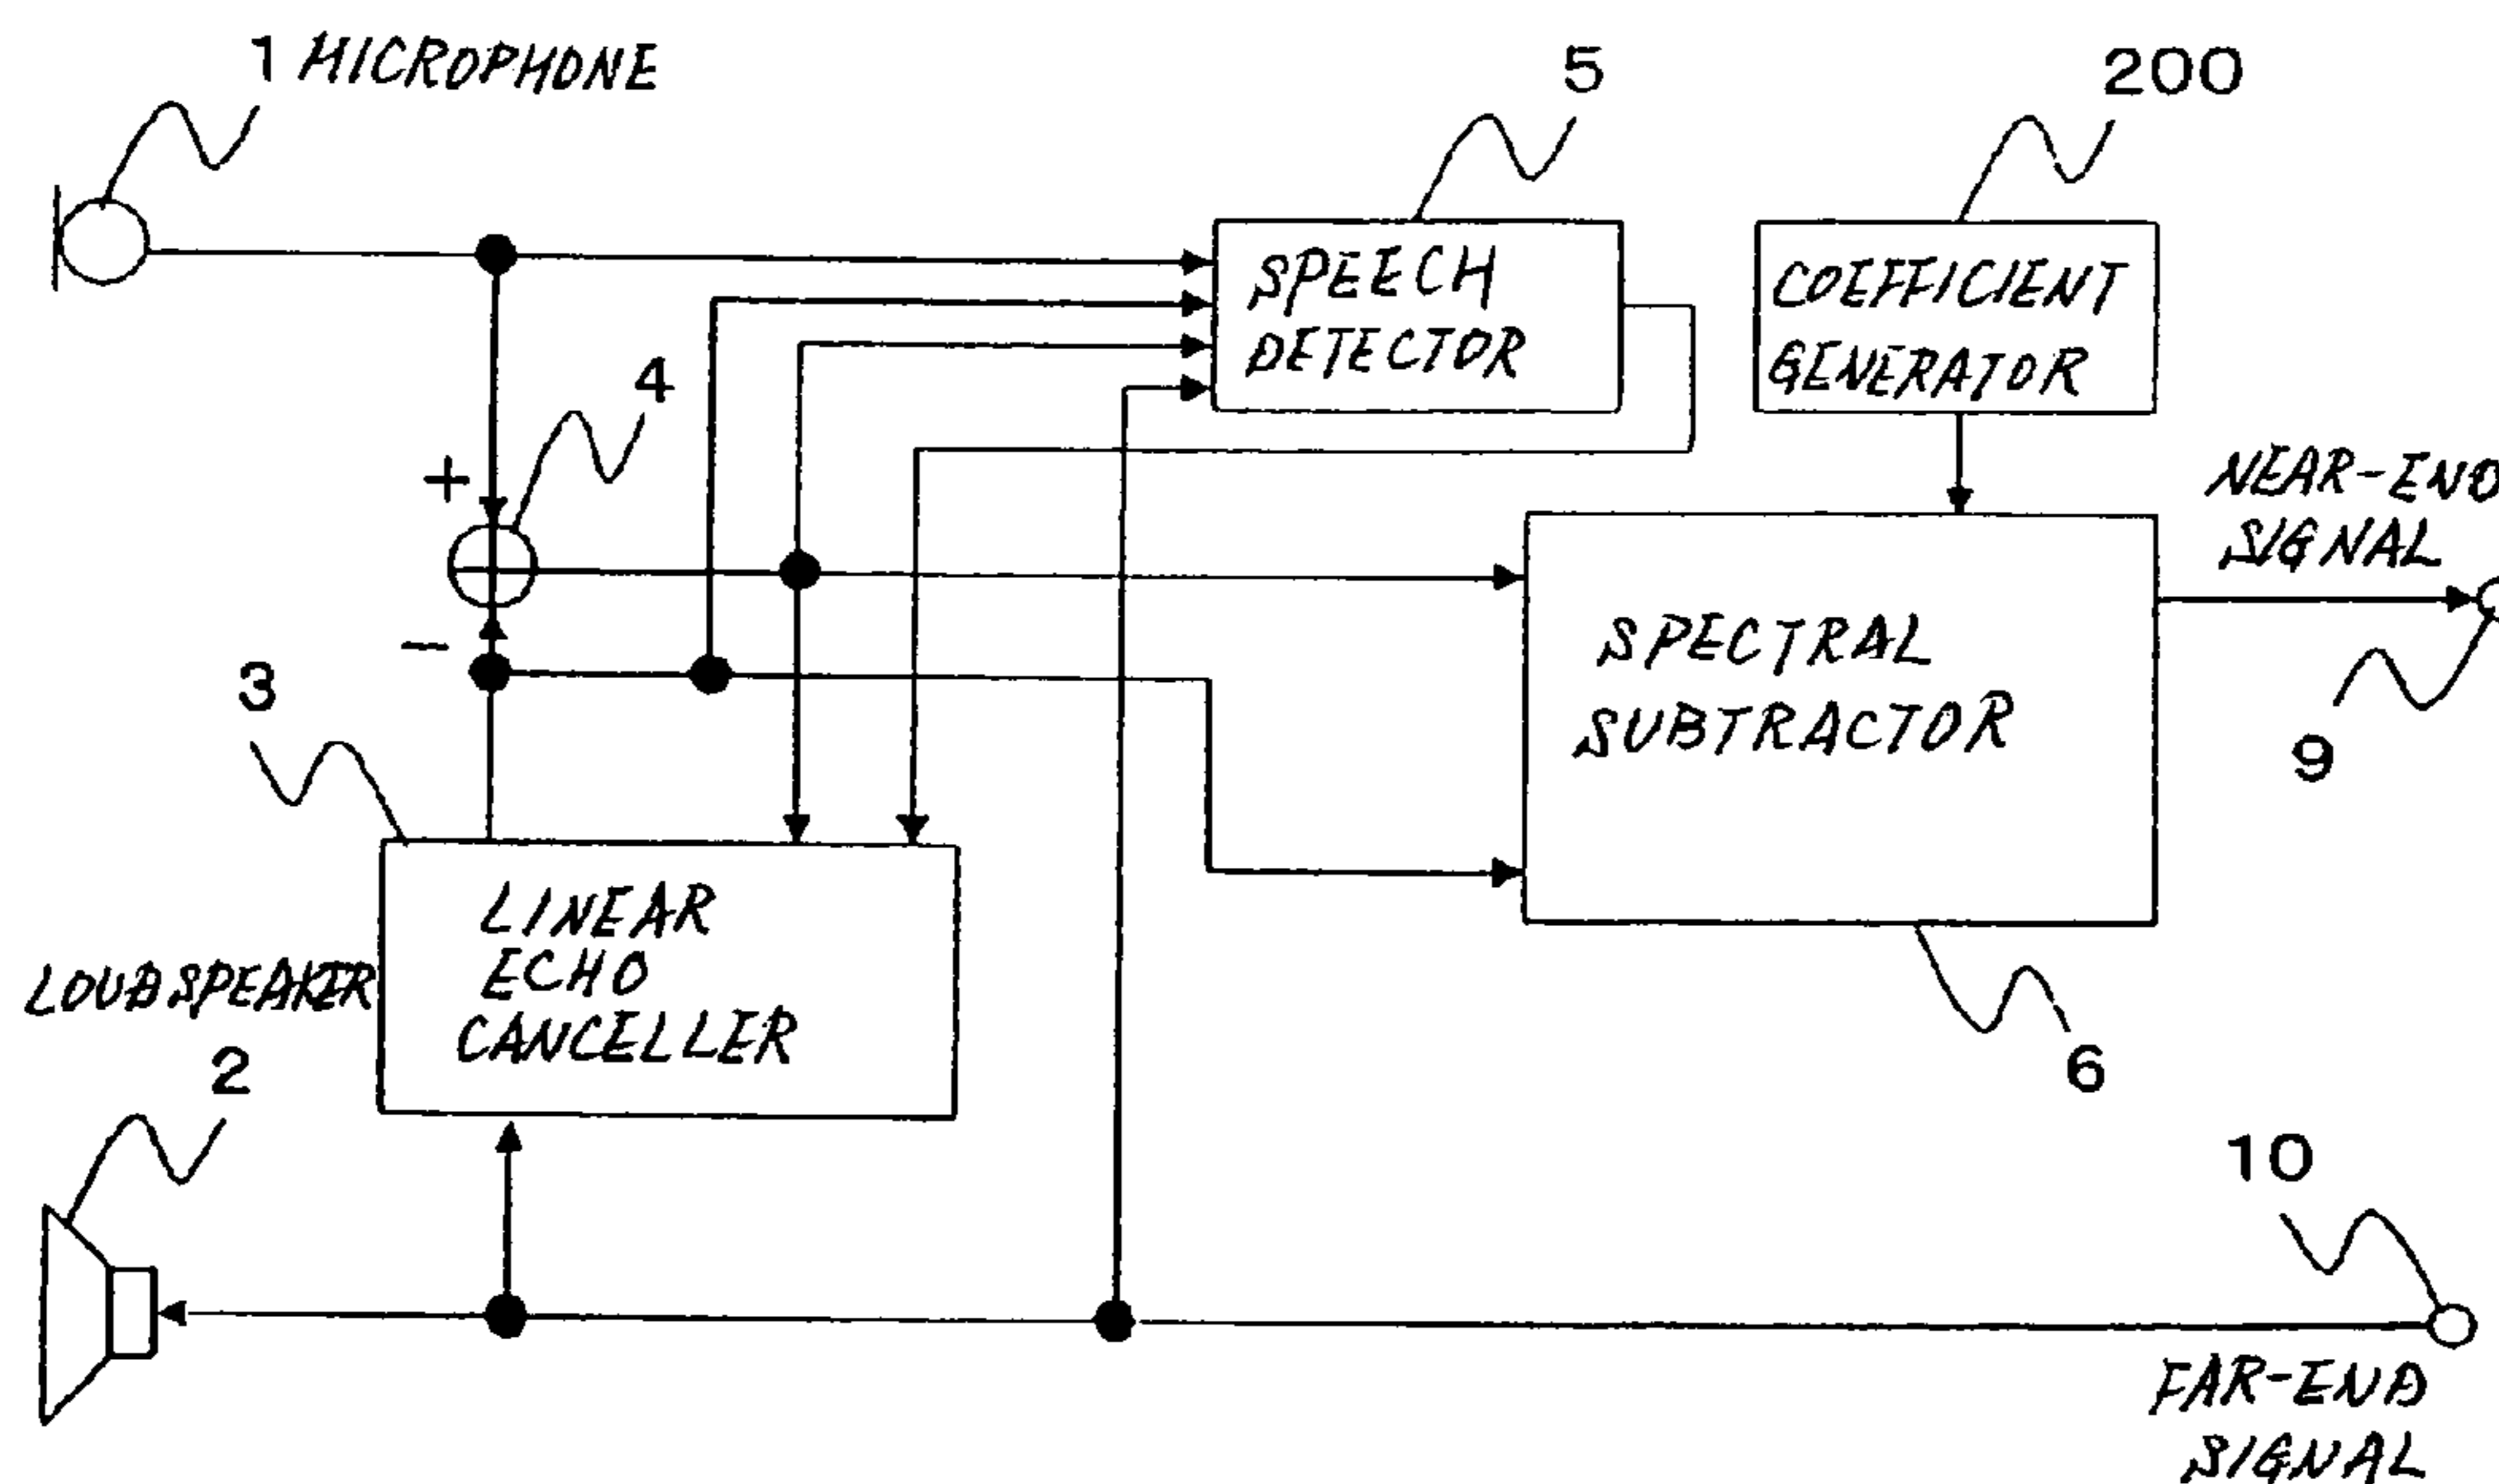 1 MICROPHONE
5
200
SPEECH
DETECTOR
COEFFICIENT
GENERATOR
4
+
NEAR-END
SIGNAL
−
3
SPECTRAL
SUBTRACTOR
9
LINEAR
ECHO
CANCELLER
LOUDSPEAKER
2
6
10
FAR-END
SIGNAL